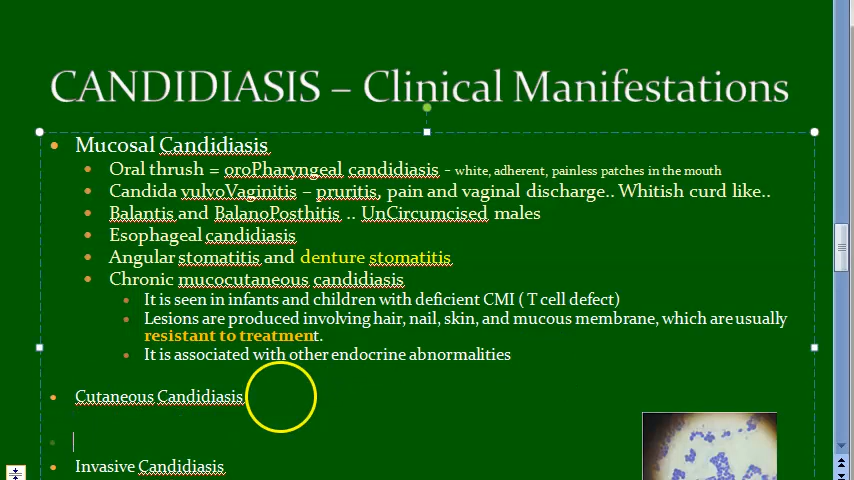 CANDIDIASIS – Clinical Manifestations
Mucosal Candidiasis
Oral thrush = oroPharyngeal candidiasis - white, adherent, painless patches in the mouth
Candida vulvoVaginitis – pruritis, pain and vaginal discharge.. Whitish curd like..
Balantis and BalanoPosthitis .. UnCircumcised males
Esophageal candidiasis
Angular stomatitis and denture stomatitis
Chronic mucocutaneous candidiasis
It is seen in infants and children with deficient CMI ( T cell defect)
Lesions are produced involving hair, nail, skin, and mucous membrane, which are usually
resistant to treatment.
It is associated with other endocrine abnormalities
Cutaneous Candidiasis
Invasive Candidiasis